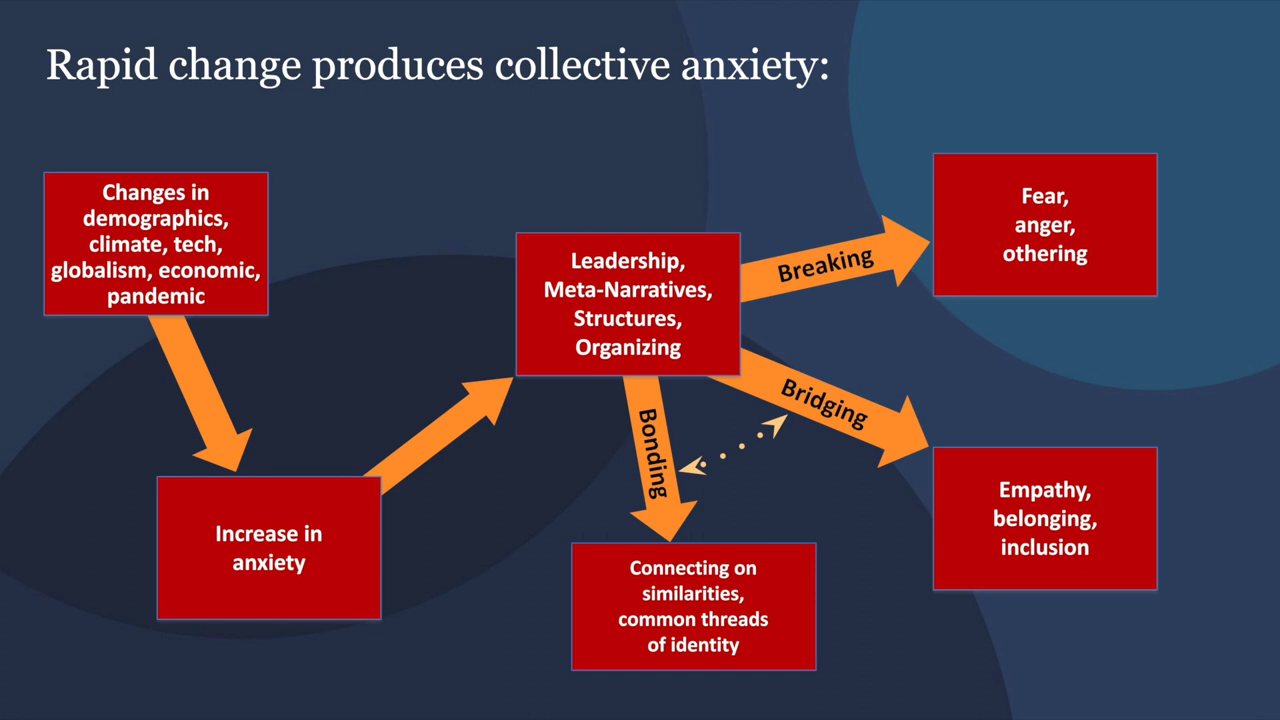 Rapid change produces collective anxiety:
Changes in
demographics,
climate, tech,
globalism, economic,
pandemic
Increase in
anxiety
Leadership,
Meta-Narratives,
Structures,
Organizing
Breaking
Fear,
anger,
othering
Bridging
Empathy,
belonging,
inclusion
Bonding
Connecting on
similarities,
common threads
of identity